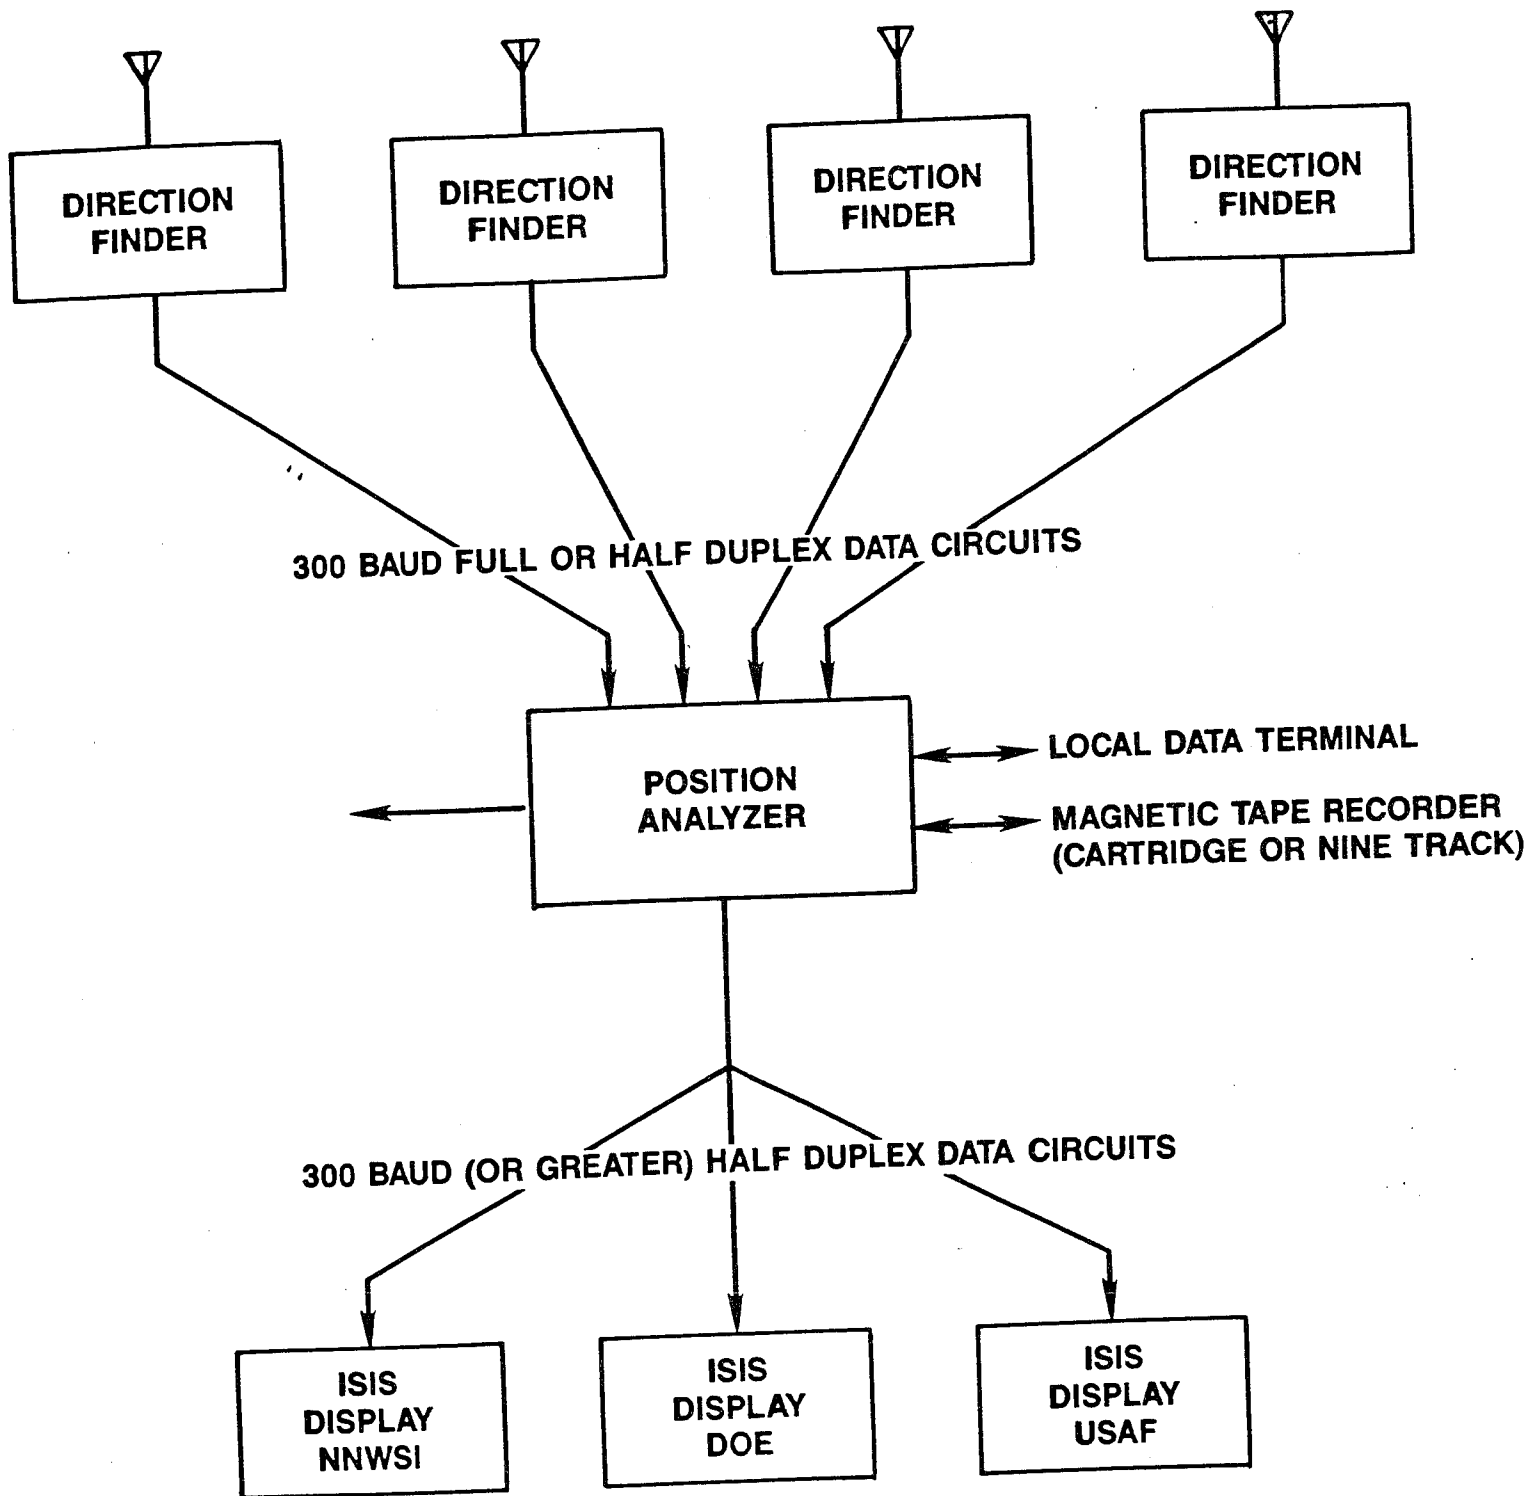 DIRECTION
FINDER
DIRECTION
FINDER
DIRECTION
FINDER
DIRECTION
FINDER
300 BAUD FULL OR HALF DUPLEX DATA CIRCUITS
POSITION
ANALYZER
LOCAL DATA TERMINAL
MAGNETIC TAPE RECORDER
(CARTRIDGE OR NINE TRACK)
300 BAUD (OR GREATER) HALF DUPLEX DATA CIRCUITS
ISIS
DISPLAY
NNWSI
ISIS
DISPLAY
DOE
ISIS
DISPLAY
USAF